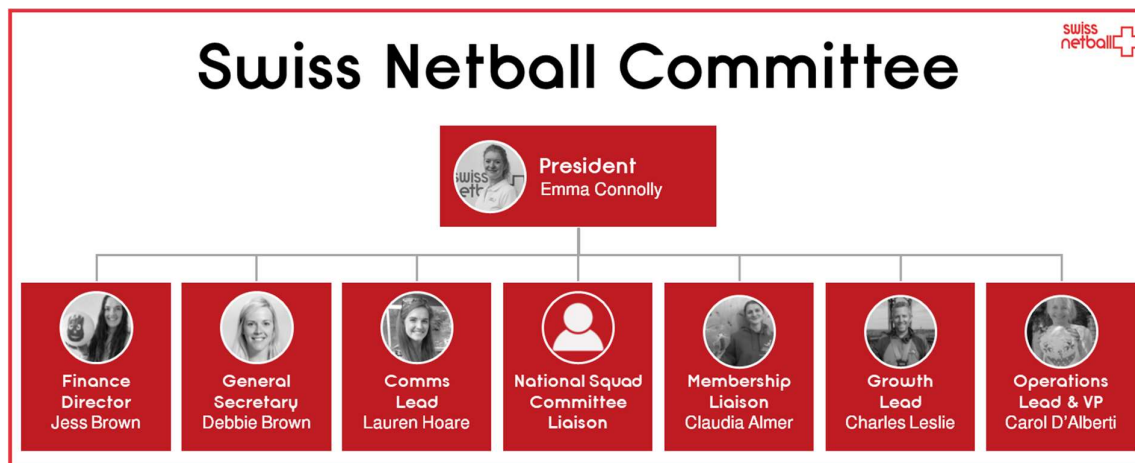 swiss
netball
Swiss Netball Committee
swiss
President
Emma Connolly
Finance
Director
Jess Brown
General
Secretary
Debbie Brown
Comms
Lead
Lauren Hoare
National Squad
Committee
Liaison
Membership
Liaison
Claudia Almer
Growth
Lead
Charles Leslie
Operations
Lead & VP
Carol D'Alberti